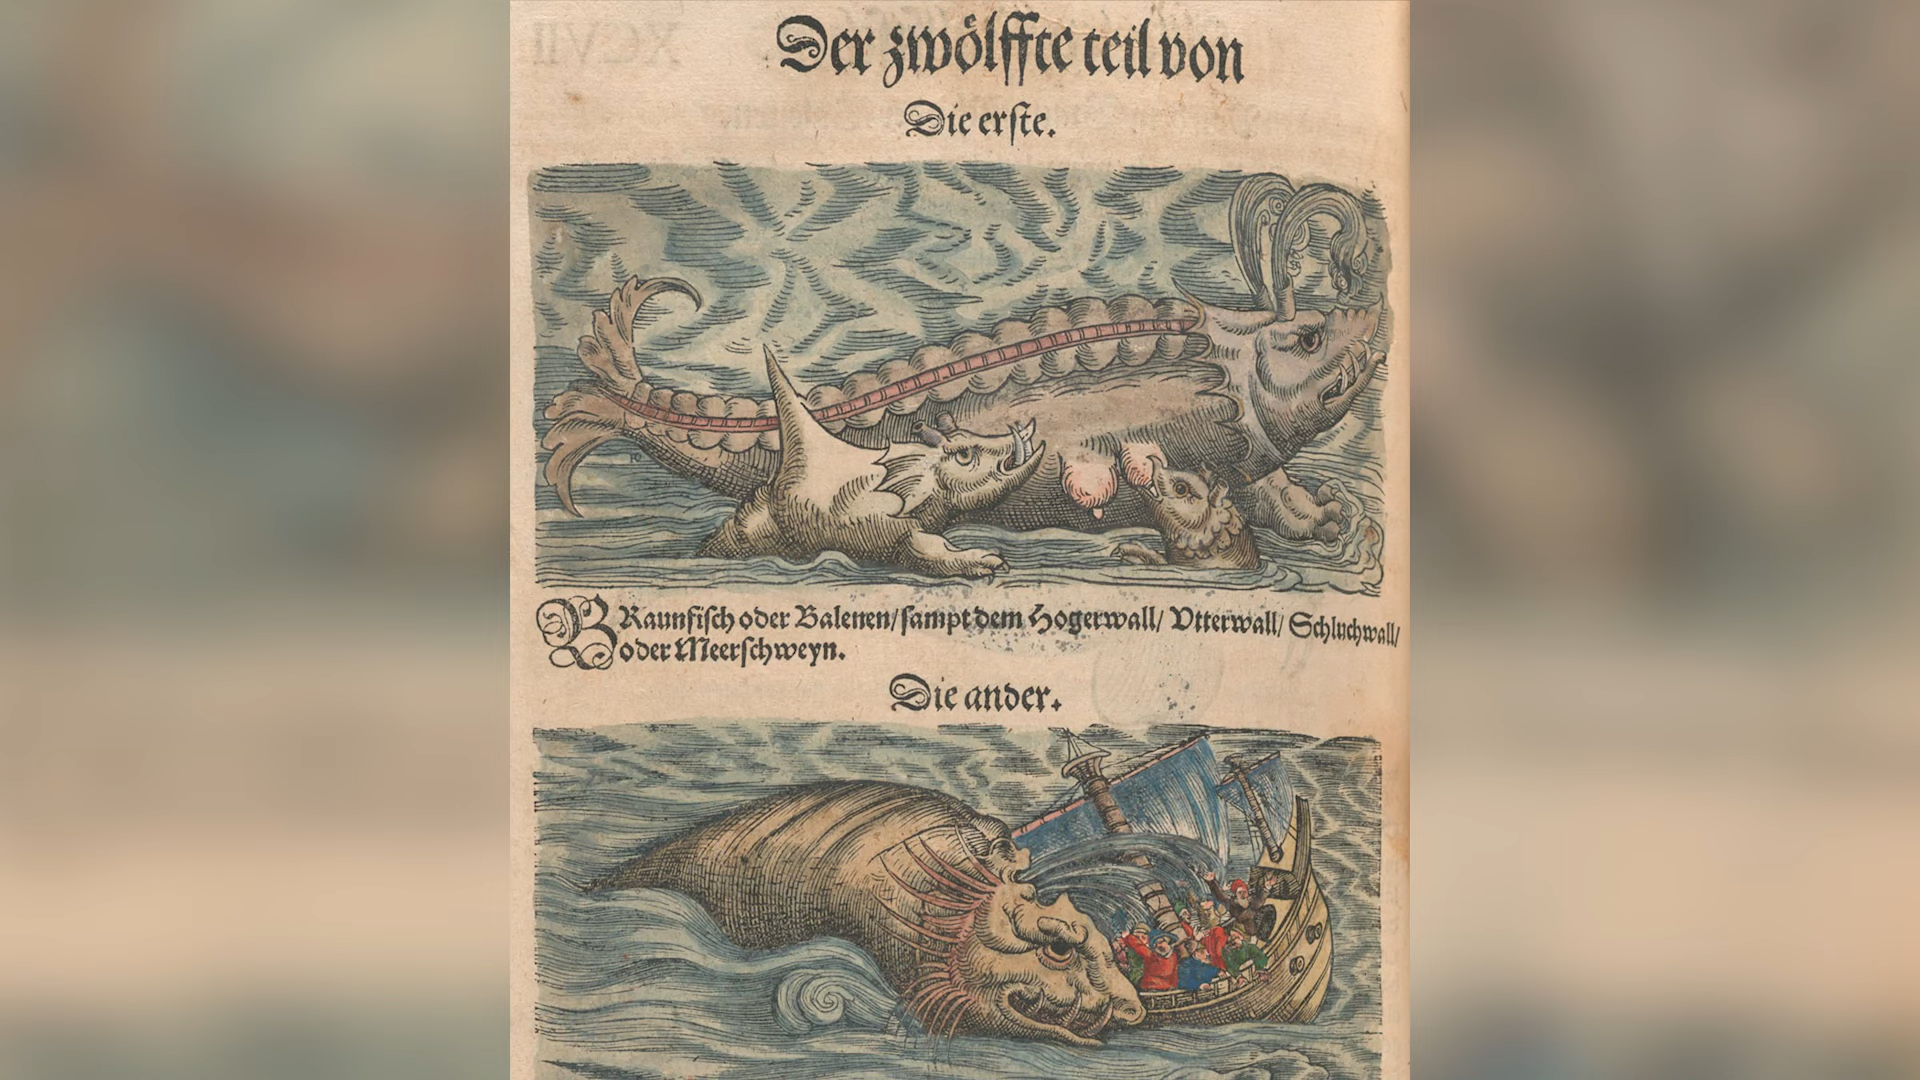 Der zwölffte teil von
Die erſte.
BRaunfiſch oder Balenen/ ſampt dem Hogerwall/ Vtterwall/ Schluchwall/
oder Meerſchweyn.
Die ander.